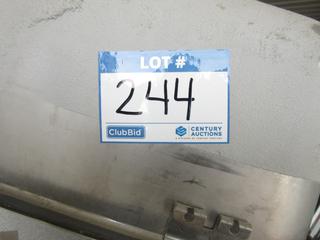 LOT #
244
ClubBid
CENTURY
AUCTIONS